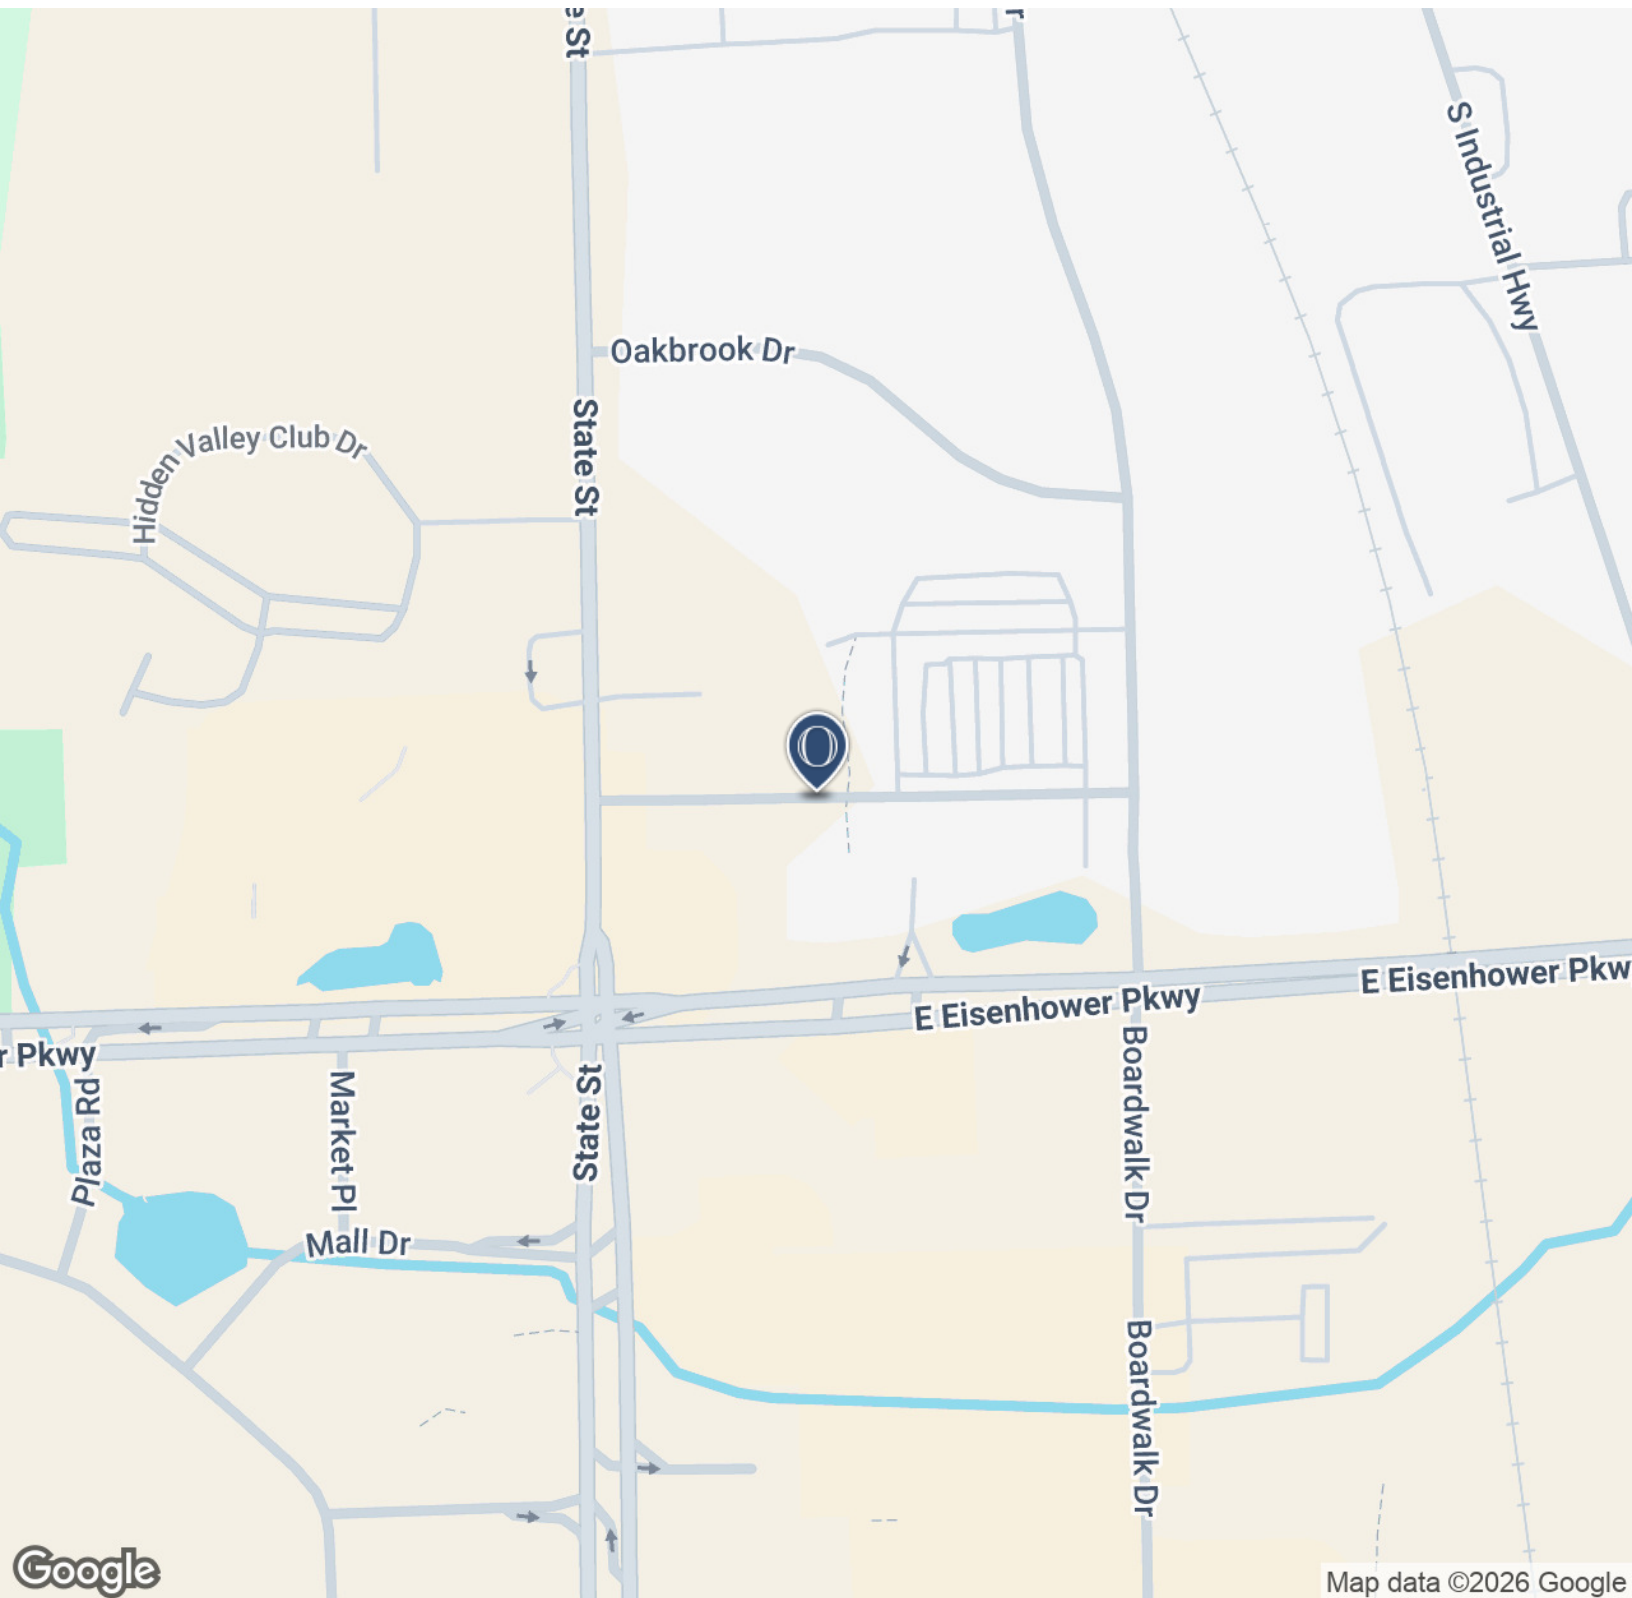 e St
r
S Industrial Hwy
Oakbrook Dr
State St
Hidden Valley Club Dr
O
E Eisenhower Pkw
E Eisenhower Pkwy
r Pkwy
Plaza Rd
Market Pl
State St
Boardwalk Dr
Mall Dr
Boardwalk Dr
Google
Map data ©2026 Google